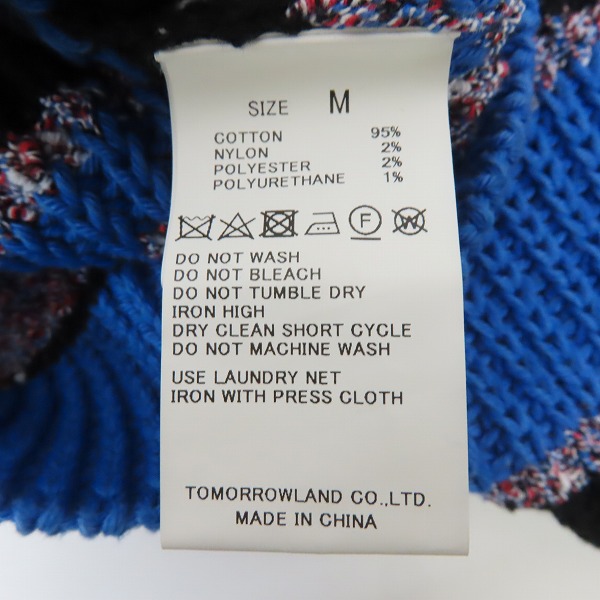 SIZE M
COTTON 95%
NYLON 2%
POLYESTER 2%
POLYURETHANE 1%
F W
DO NOT WASH
DO NOT BLEACH
DO NOT TUMBLE DRY
IRON HIGH
DRY CLEAN SHORT CYCLE
DO NOT MACHINE WASH
USE LAUNDRY NET
IRON WITH PRESS CLOTH
TOMORROWLAND CO.,LTD.
MADE IN CHINA